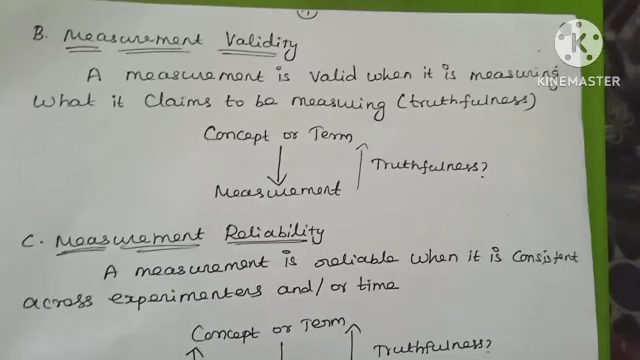 B. Measurement Validity
A measurement is valid when it is measuring
what it claims to be measuring (truthfulness)
Concept or Term
Truthfulness?
Measurement
C. Measurement Reliability
A measurement is reliable when it is consistent
across experimenters and/or time
Concept or Term
Truthfulness?
K
KINEMASTER